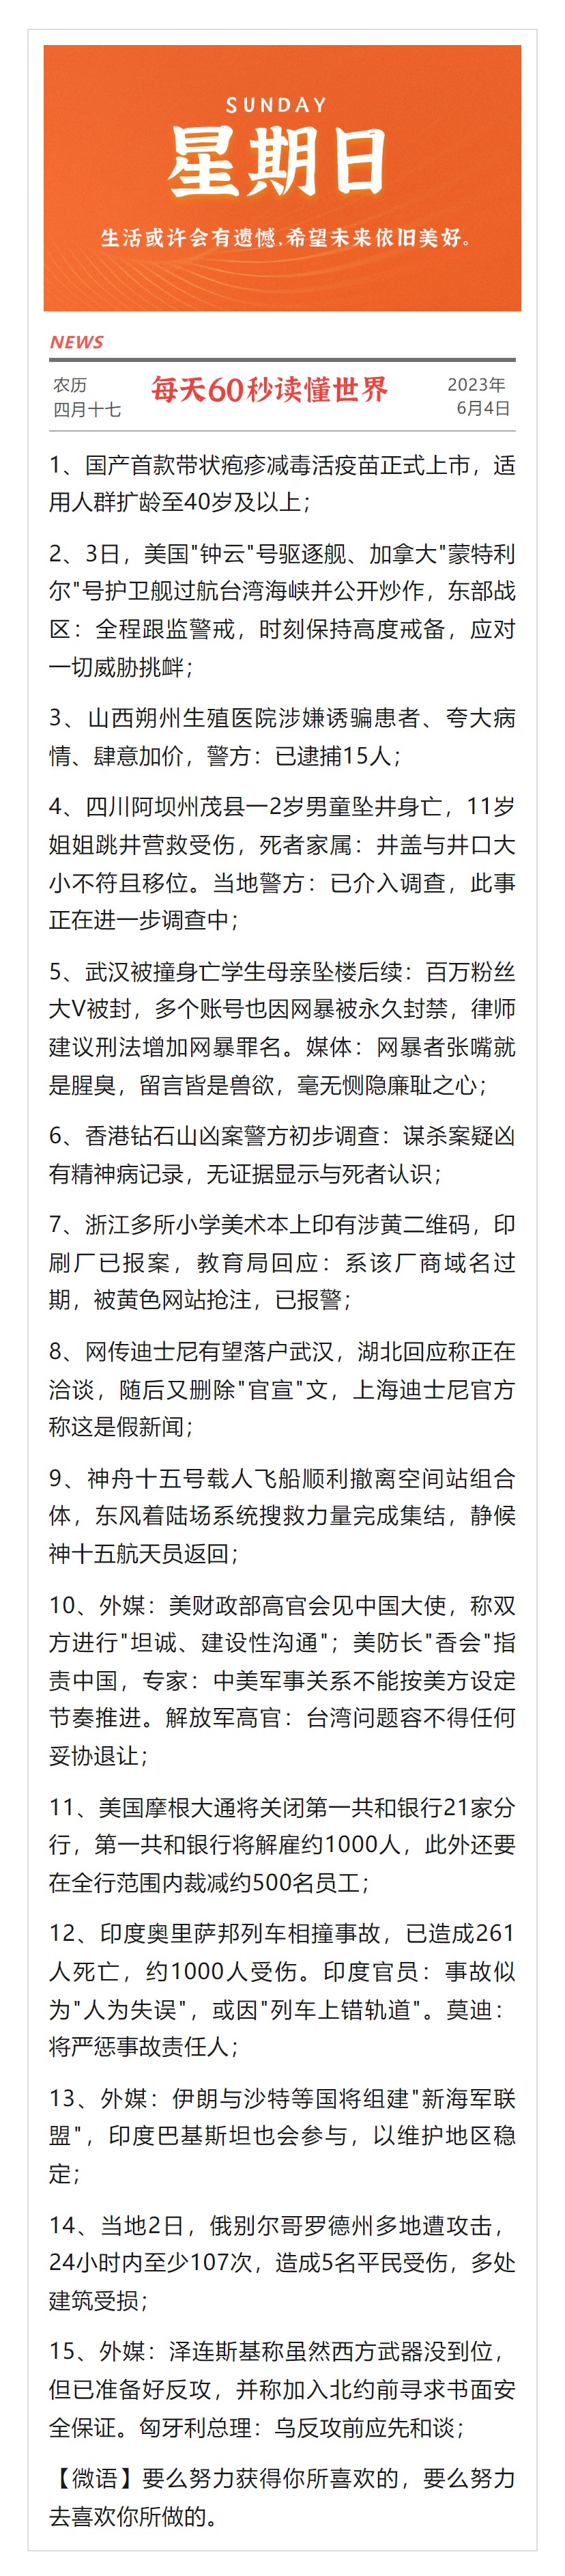 SUNDAY
星期日
生活或许会有遗憾,希望未来依旧美好。
NEWS
农历
四月十七
每天60秒读懂世界
2023年
6月4日
1、国产首款带状疱疹减毒活疫苗正式上市，适
用人群扩龄至40岁及以上；
2、3日，美国"钟云"号驱逐舰、加拿大"蒙特利
尔"号护卫舰过航台湾海峡并公开炒作，东部战
区：全程跟监警戒，时刻保持高度戒备，应对
一切威胁挑衅；
3、山西朔州生殖医院涉嫌诱骗患者、夸大病
情、肆意加价，警方：已逮捕15人；
4、四川阿坝州茂县一2岁男童坠井身亡，11岁
姐姐跳井营救受伤，死者家属：井盖与井口大
小不符且移位。当地警方：已介入调查，此事
正在进一步调查中；
5、武汉被撞身亡学生母亲坠楼后续：百万粉丝
大V被封，多个账号也因网暴被永久封禁，律师
建议刑法增加网暴罪名。媒体：网暴者张嘴就
是腥臭，留言皆是兽欲，毫无恻隐廉耻之心；
6、香港钻石山凶案警方初步调查：谋杀案疑凶
有精神病记录，无证据显示与死者认识；
7、浙江多所小学美术本上印有涉黄二维码，印
刷厂已报案，教育局回应：系该厂商域名过
期，被黄色网站抢注，已报警；
8、网传迪士尼有望落户武汉，湖北回应称正在
洽谈，随后又删除"官宣"文，上海迪士尼官方
称这是假新闻；
9、神舟十五号载人飞船顺利撤离空间站组合
体，东风着陆场系统搜救力量完成集结，静候
神十五航天员返回；
10、外媒：美财政部高官会见中国大使，称双
方进行"坦诚、建设性沟通"；美防长"香会"指
责中国，专家：中美军事关系不能按美方设定
节奏推进。解放军高官：台湾问题容不得任何
妥协退让；
11、美国摩根大通将关闭第一共和银行21家分
行，第一共和银行将解雇约1000人，此外还要
在全行范围内裁减约500名员工；
12、印度奥里萨邦列车相撞事故，已造成261
人死亡，约1000人受伤。印度官员：事故似
为"人为失误"，或因"列车上错轨道"。莫迪：
将严惩事故责任人；
13、外媒：伊朗与沙特等国将组建"新海军联
盟"，印度巴基斯坦也会参与，以维护地区稳
定；
14、当地2日，俄别尔哥罗德州多地遭攻击，
24小时内至少107次，造成5名平民受伤，多处
建筑受损；
15、外媒：泽连斯基称虽然西方武器没到位，
但已准备好反攻，并称加入北约前寻求书面安
全保证。匈牙利总理：乌反攻前应先和谈；
【微语】要么努力获得你所喜欢的，要么努力
去喜欢你所做的。